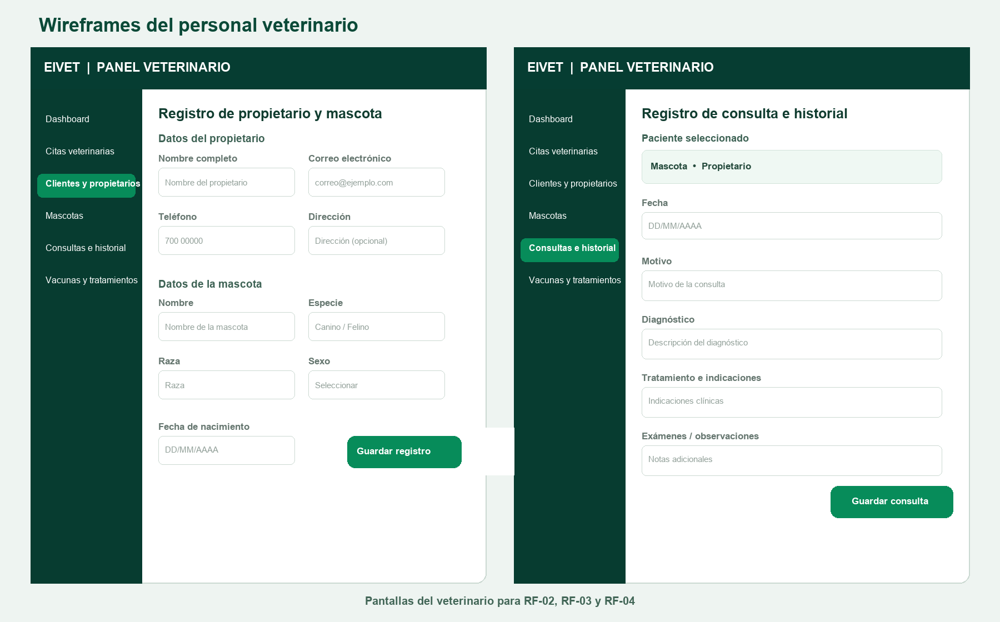 Wireframes del personal veterinario
EIVET | PANEL VETERINARIO
Dashboard
Citas veterinarias
Clientes y propietarios
Mascotas
Consultas e historial
Vacunas y tratamientos
Registro de propietario y mascota
Datos del propietario
Nombre completo
Correo electrónico
Nombre del propietario
correo@ejemplo.com
Teléfono
Dirección
700 00000
Dirección (opcional)
Datos de la mascota
Nombre
Especie
Nombre de la mascota
Canino / Felino
Raza
Sexo
Raza
Seleccionar
Fecha de nacimiento
DD/MM/AAAA
Guardar registro
EIVET | PANEL VETERINARIO
Dashboard
Citas veterinarias
Clientes y propietarios
Mascotas
Consultas e historial
Vacunas y tratamientos
Registro de consulta e historial
Paciente seleccionado
Mascota • Propietario
Fecha
DD/MM/AAAA
Motivo
Motivo de la consulta
Diagnóstico
Descripción del diagnóstico
Tratamiento e indicaciones
Indicaciones clínicas
Exámenes / observaciones
Notas adicionales
Guardar consulta
Pantallas del veterinario para RF-02, RF-03 y RF-04